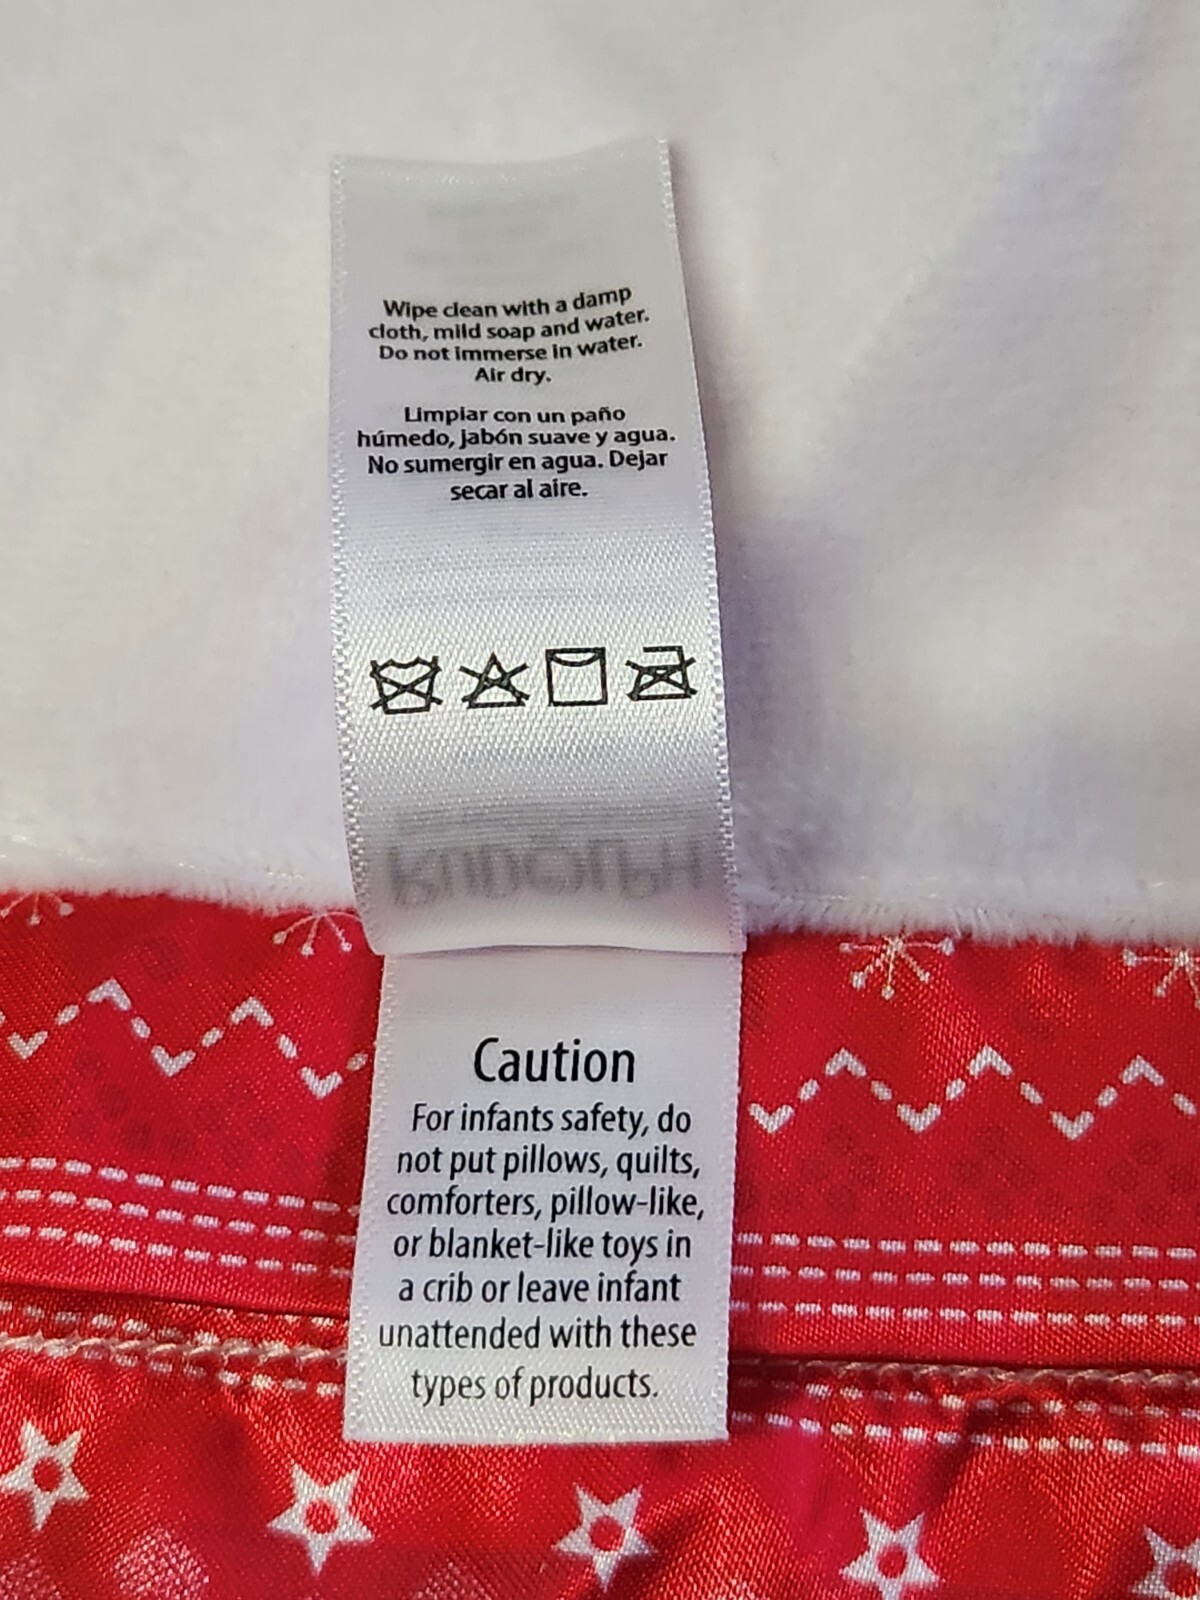 Wipe clean with a damp
cloth, mild soap and water.
Do not immerse in water.
Air dry.
Limpiar con un paño
húmedo, jabón suave y agua.
No sumergir en agua. Dejar
secar al aire.
RUDOLPH
Caution
For infants safety, do
not put pillows, quilts,
comforters, pillow-like,
or blanket-like toys in
a crib or leave infant
unattended with these
types of products.